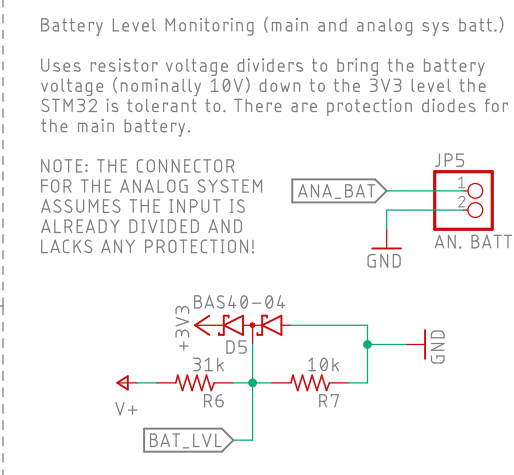 Battery Level Monitoring (main and analog sys batt.)
Uses resistor voltage dividers to bring the battery
voltage (nominally 10V) down to the 3V3 level the
STM32 is tolerant to. There are protection diodes for
the main battery.
NOTE: THE CONNECTOR
FOR THE ANALOG SYSTEM
ASSUMES THE INPUT IS
ALREADY DIVIDED AND
LACKS ANY PROTECTION!
JP5
ANA_BAT
1
2
AN. BATT
GND
BAS40-04
+3V3
D5
GND
31k
10k
R6
R7
V+
BAT_LVL